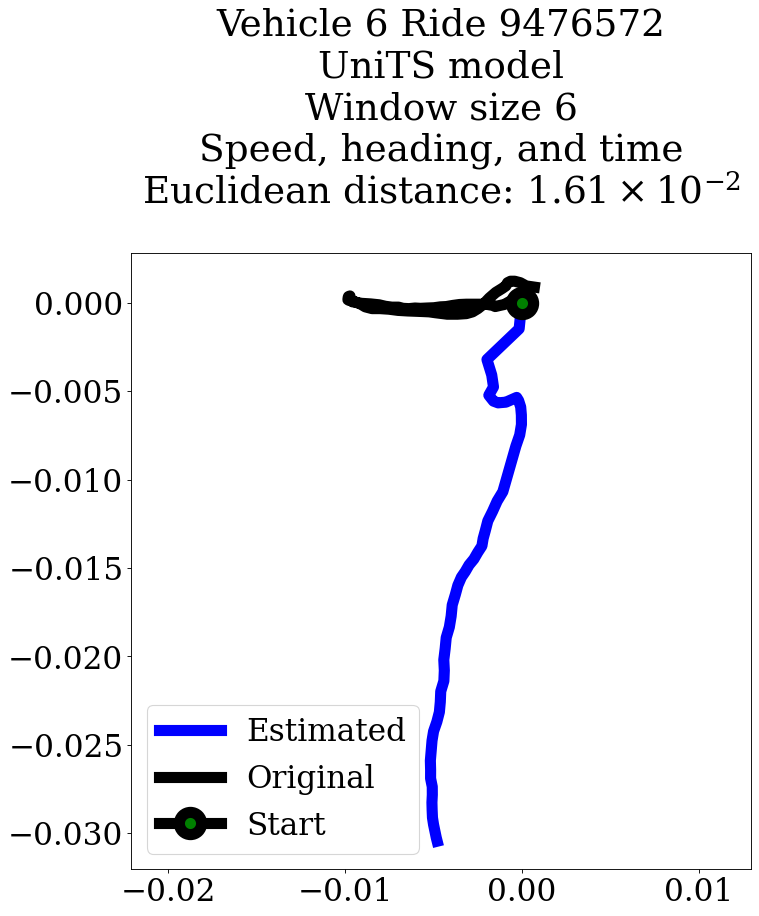 Vehicle 6 Ride 9476572
UniTS model
Window size 6
Speed, heading, and time
Euclidean distance: 1.61 × 10⁻²
0.000
−0.005
−0.010
−0.015
−0.020
−0.025
−0.030
Estimated
Original
Start
−0.02 −0.01 0.00 0.01